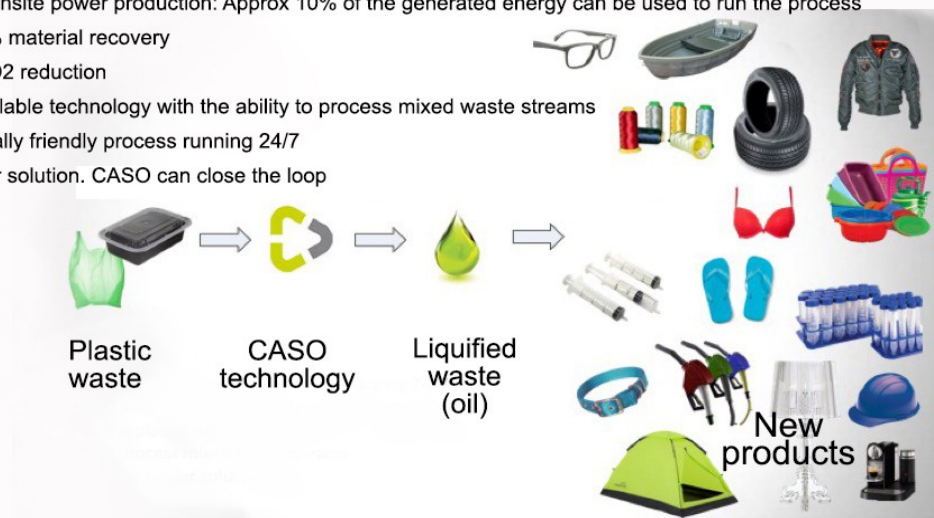 nsite power production: Approx 10% of the generated energy can be used to run the process
material recovery
2 reduction
lable technology with the ability to process mixed waste streams
ally friendly process running 24/7
r solution. CASO can close the loop
Plastic
waste
CASO
technology
Liquified
waste
(oil)
New
products